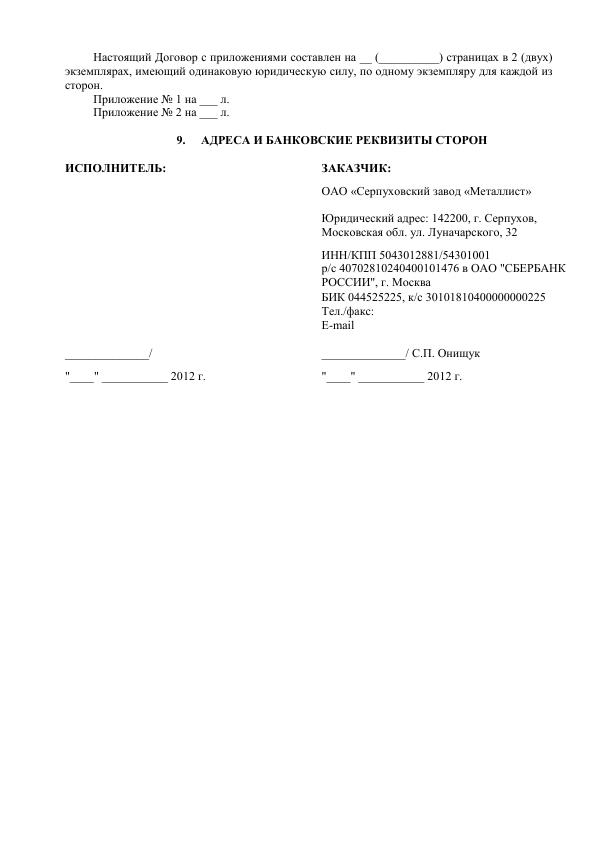 Настоящий Договор с приложениями составлен на __ (__________) страницах в 2 (двух)
экземплярах, имеющий одинаковую юридическую силу, по одному экземпляру для каждой из
сторон.
Приложение № 1 на ___ л.
Приложение № 2 на ___ л.
9. АДРЕСА И БАНКОВСКИЕ РЕКВИЗИТЫ СТОРОН
ИСПОЛНИТЕЛЬ:
ЗАКАЗЧИК:
ОАО «Серпуховский завод «Металлист»
Юридический адрес: 142200, г. Серпухов,
Московская обл. ул. Луначарского, 32
ИНН/КПП 5043012881/54301001
р/с 40702810240400101476 в ОАО "СБЕРБАНК
РОССИИ", г. Москва
БИК 044525225, к/с 30101810400000000225
Тел./факс:
E-mail
______________/
______________/ С.П. Онищук
"____" ___________ 2012 г.
"____" ___________ 2012 г.